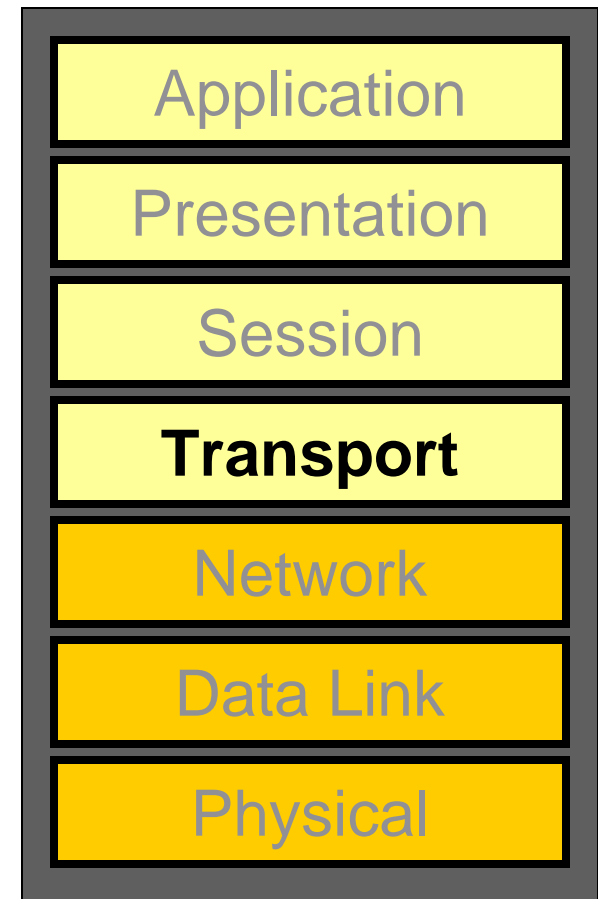 Application
Presentation
Session
Transport
Network
Data Link
Physical